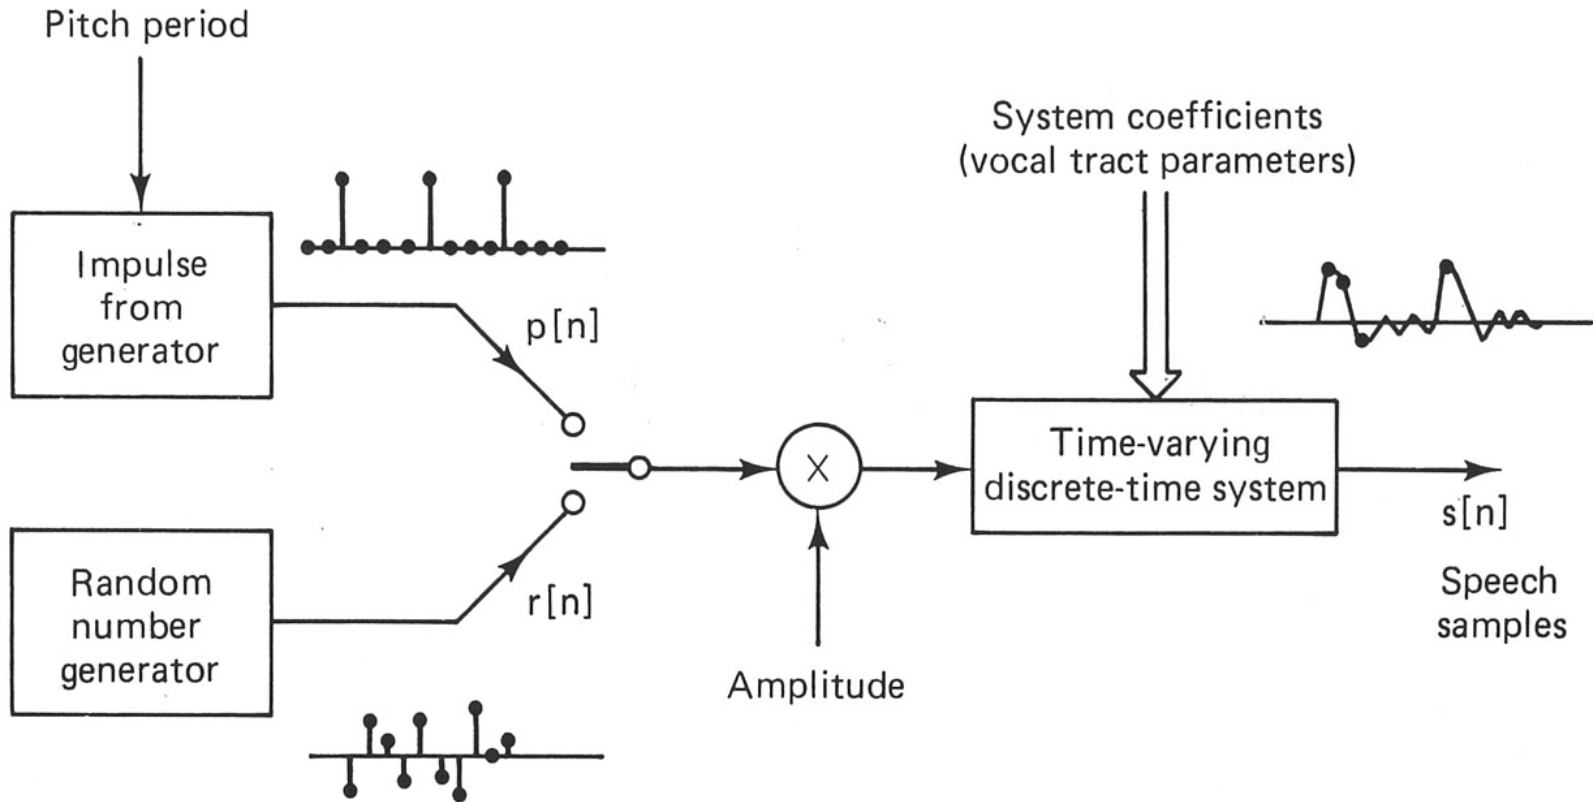 Pitch period
System coefficients
(vocal tract parameters)
Impulse
from
generator
p[n]
X
Time-varying
discrete-time system
s[n]
Speech
samples
Random
number
generator
r[n]
Amplitude